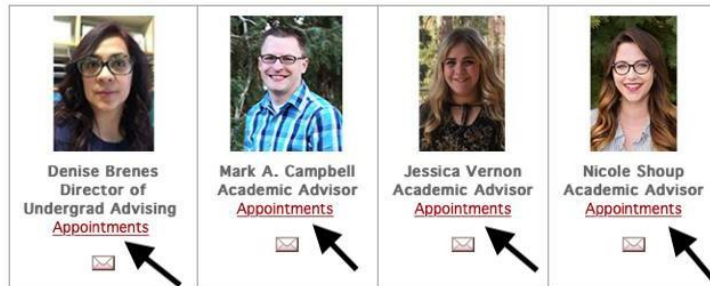 Denise Brenes
Director of
Undergrad Advising
Appointments
Mark A. Campbell
Academic Advisor
Appointments
Jessica Vernon
Academic Advisor
Appointments
Nicole Shoup
Academic Advisor
Appointments